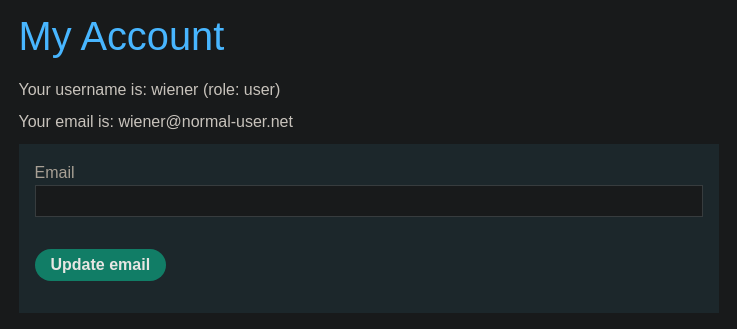 My Account
Your username is: wiener (role: user)
Your email is: wiener@normal-user.net
Email
Update email